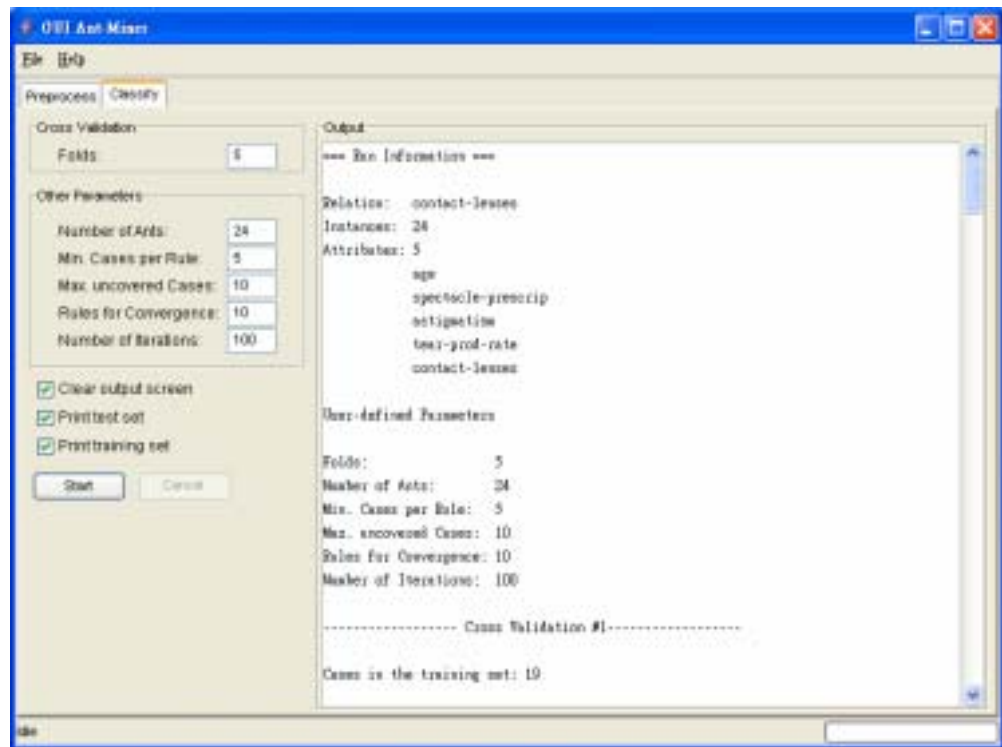 GUI Ant-Miner
File Help
Preprocess Classify
Cross Validation
Folds: 5
Other Parameters
Number of Ants: 24
Min. Cases per Rule: 5
Max. uncovered Cases: 10
Rules for Convergence: 10
Number of Iterations: 100
Clear output screen
Print test set
Print training set
Start Cancel
Output
=== Run Information ===
Relation: contact-lenses
Instances: 24
Attributes: 5
age
spectacle-prescrip
astigmatism
tear-prod-rate
contact-lenses
User-defined Parameters
Folds: 5
Number of Ants: 24
Min. Cases per Rule: 5
Max. uncovered Cases: 10
Rules for Convergence: 10
Number of Iterations: 100
------------------ Cross Validation #1------------------
Cases in the training set: 19
Idle